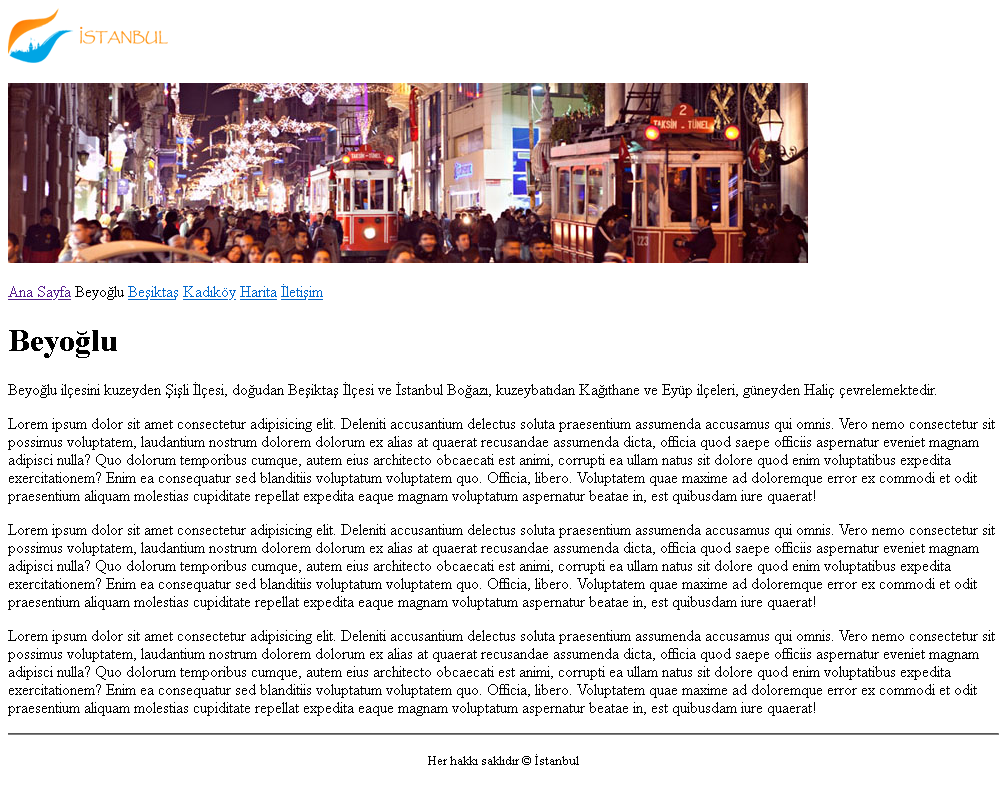 İSTANBUL
2
TAKSİM - TÜNEL
TAKSİM - TÜNEL
223
Ana Sayfa Beyoğlu Beşiktaş Kadıköy Harita İletişim
Beyoğlu
Beyoğlu ilçesini kuzeyden Şişli İlçesi, doğudan Beşiktaş İlçesi ve İstanbul Boğazı, kuzeybatıdan Kağıthane ve Eyüp ilçeleri, güneyden Haliç çevrelemektedir.
Lorem ipsum dolor sit amet consectetur adipisicing elit. Deleniti accusantium delectus soluta praesentium assumenda accusamus qui omnis. Vero nemo consectetur sit
possimus voluptatem, laudantium nostrum dolorem dolorum ex alias at quaerat recusandae assumenda dicta, officia quod saepe officiis aspernatur eveniet magnam
adipisci nulla? Quo dolorum temporibus cumque, autem eius architecto obcaecati est animi, corrupti ea ullam natus sit dolore quod enim voluptatibus expedita
exercitationem? Enim ea consequatur sed blanditiis voluptatum voluptatem quo. Officia, libero. Voluptatem quae maxime ad doloremque error ex commodi et odit
praesentium aliquam molestias cupiditate repellat expedita eaque magnam voluptatum aspernatur beatae in, est quibusdam iure quaerat!
Lorem ipsum dolor sit amet consectetur adipisicing elit. Deleniti accusantium delectus soluta praesentium assumenda accusamus qui omnis. Vero nemo consectetur sit
possimus voluptatem, laudantium nostrum dolorem dolorum ex alias at quaerat recusandae assumenda dicta, officia quod saepe officiis aspernatur eveniet magnam
adipisci nulla? Quo dolorum temporibus cumque, autem eius architecto obcaecati est animi, corrupti ea ullam natus sit dolore quod enim voluptatibus expedita
exercitationem? Enim ea consequatur sed blanditiis voluptatum voluptatem quo. Officia, libero. Voluptatem quae maxime ad doloremque error ex commodi et odit
praesentium aliquam molestias cupiditate repellat expedita eaque magnam voluptatum aspernatur beatae in, est quibusdam iure quaerat!
Lorem ipsum dolor sit amet consectetur adipisicing elit. Deleniti accusantium delectus soluta praesentium assumenda accusamus qui omnis. Vero nemo consectetur sit
possimus voluptatem, laudantium nostrum dolorem dolorum ex alias at quaerat recusandae assumenda dicta, officia quod saepe officiis aspernatur eveniet magnam
adipisci nulla? Quo dolorum temporibus cumque, autem eius architecto obcaecati est animi, corrupti ea ullam natus sit dolore quod enim voluptatibus expedita
exercitationem? Enim ea consequatur sed blanditiis voluptatum voluptatem quo. Officia, libero. Voluptatem quae maxime ad doloremque error ex commodi et odit
praesentium aliquam molestias cupiditate repellat expedita eaque magnam voluptatum aspernatur beatae in, est quibusdam iure quaerat!
Her hakkı saklıdır © İstanbul